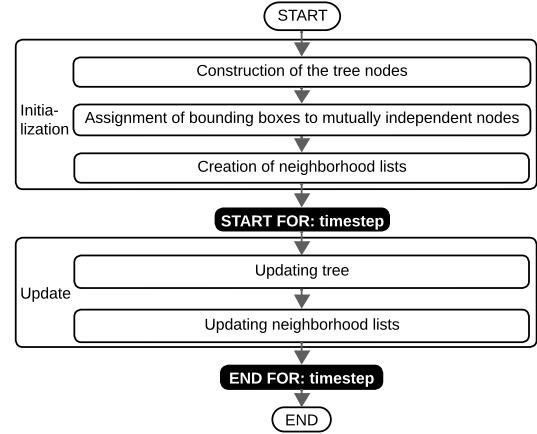 START
Construction of the tree nodes
Initia-
lization
Assignment of bounding boxes to mutually independent nodes
Creation of neighborhood lists
START FOR: timestep
Updating tree
Update
Updating neighborhood lists
END FOR: timestep
END